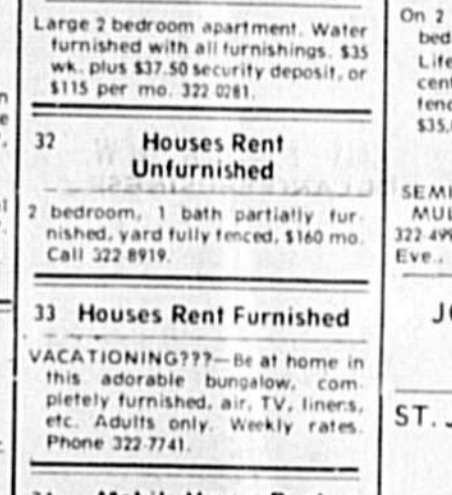 Large 2 bedroom apartment. Water
furnished with all furnishings. $35
wk. plus $37.50 security deposit, or
$115 per mo. 322-0281.
32 Houses Rent
Unfurnished
2 bedroom, 1 bath partially fur-
nished, yard fully fenced, $160 mo.
Call 322-8919.
33 Houses Rent Furnished
VACATIONING???—Be at home in
this adorable bungalow, com-
pletely furnished, air, TV, linens,
etc. Adults only. Weekly rates.
Phone 322-7741.
On 2
bed
Life
cent
fenc
$35,
SEMI
MUL
322-499
Eve.,
JO
ST. J